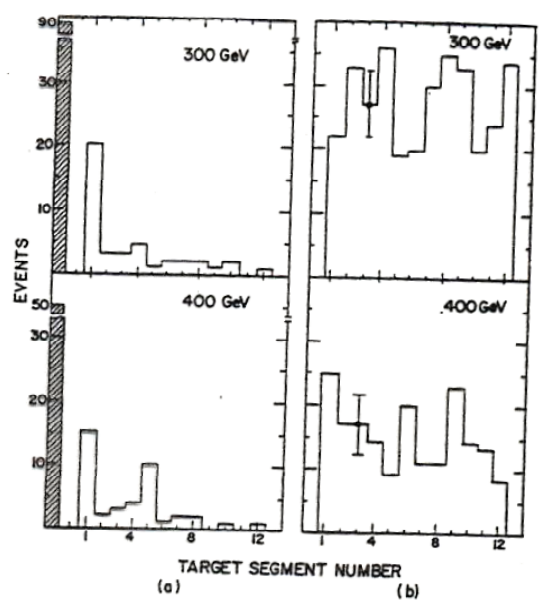 90
300 GeV
300 GeV
30
20
10
EVENTS
50
400 GeV
.400 GeV
30
20
10
1 4 8 12
1 4 8 12
TARGET SEGMENT NUMBER
(a) (b)